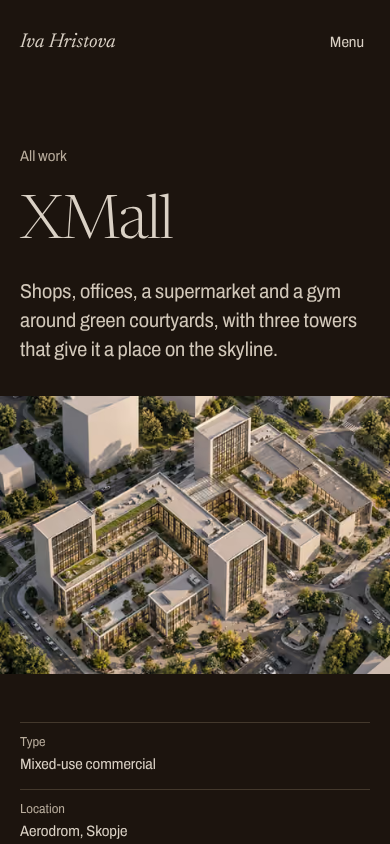 Iva Hristova
Menu
All work
XMall
Shops, offices, a supermarket and a gym
around green courtyards, with three towers
that give it a place on the skyline.
Type
Mixed-use commercial
Location
Aerodrom, Skopje